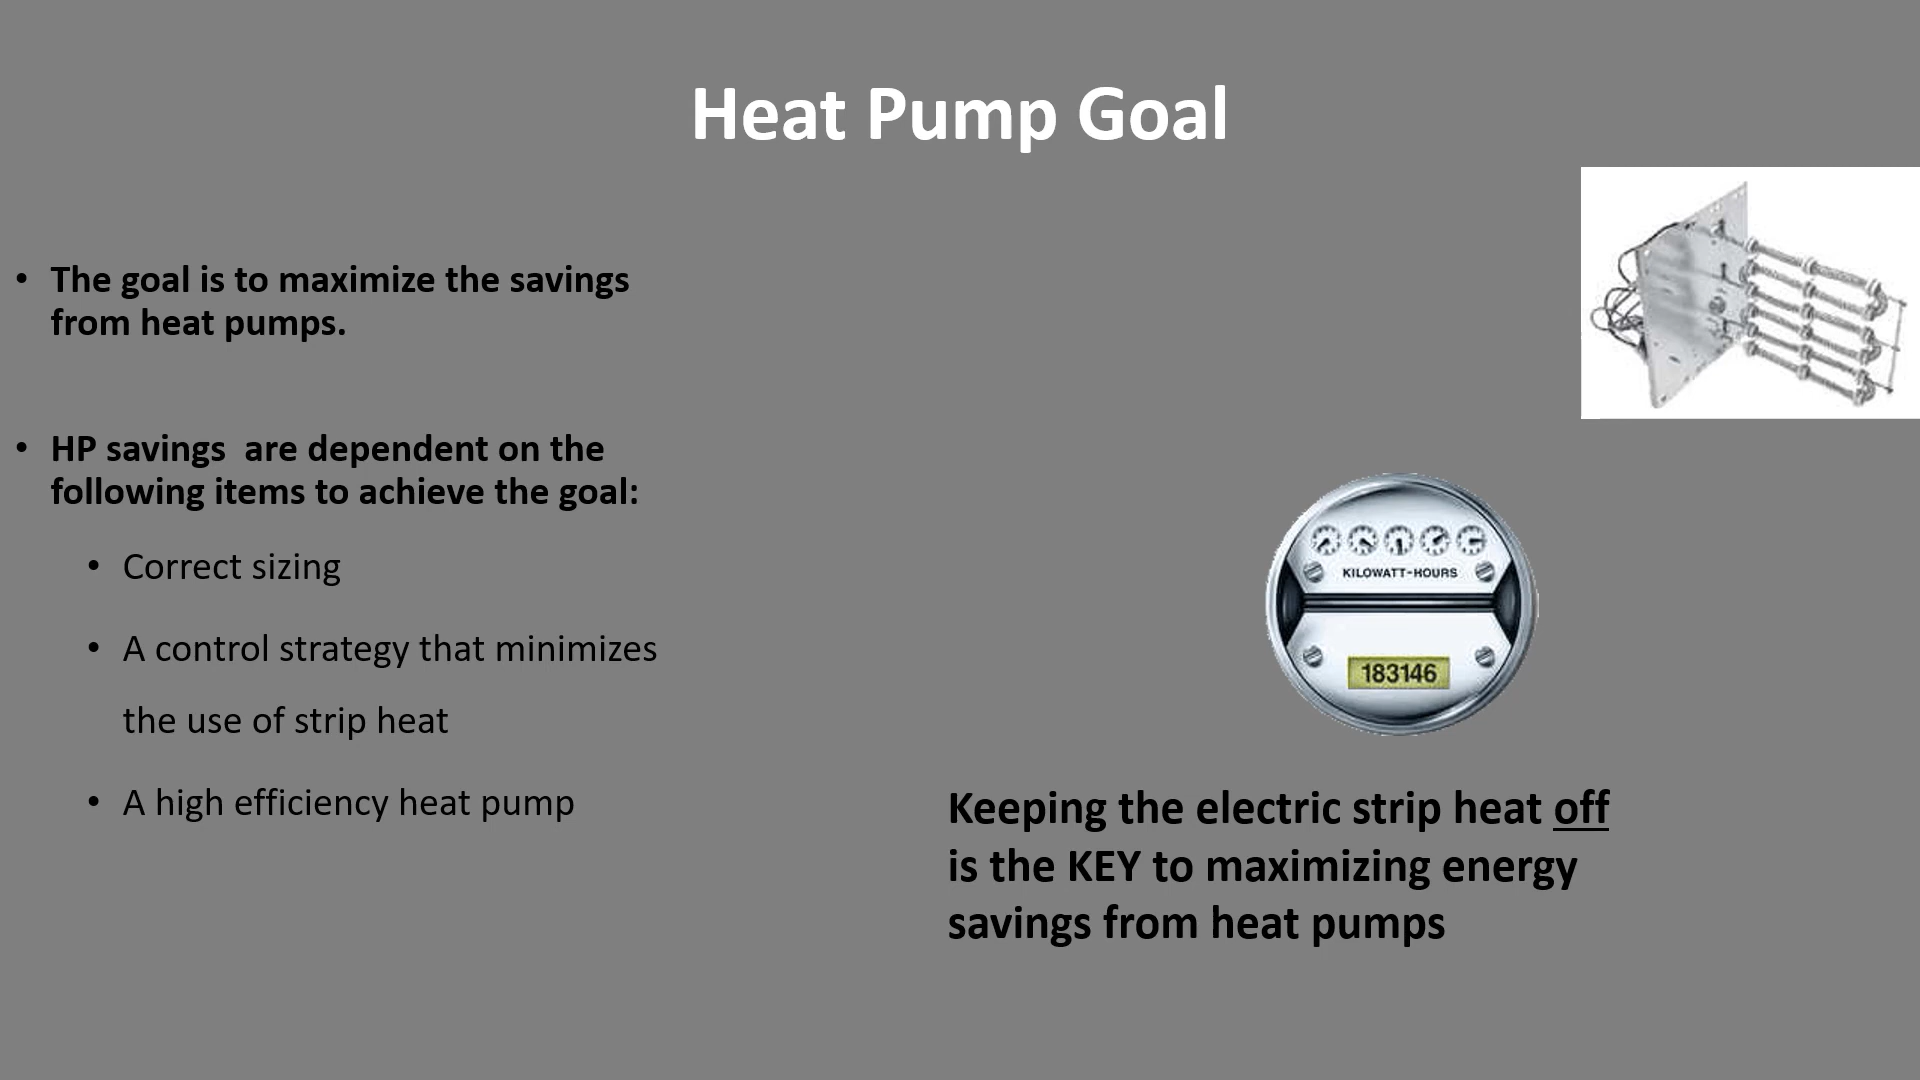 Heat Pump Goal
• The goal is to maximize the savings
from heat pumps.
• HP savings  are dependent on the
following items to achieve the goal:
• Correct sizing
• A control strategy that minimizes
the use of strip heat
• A high efficiency heat pump
KILOWATT-HOURS
183146
Keeping the electric strip heat off
is the KEY to maximizing energy
savings from heat pumps